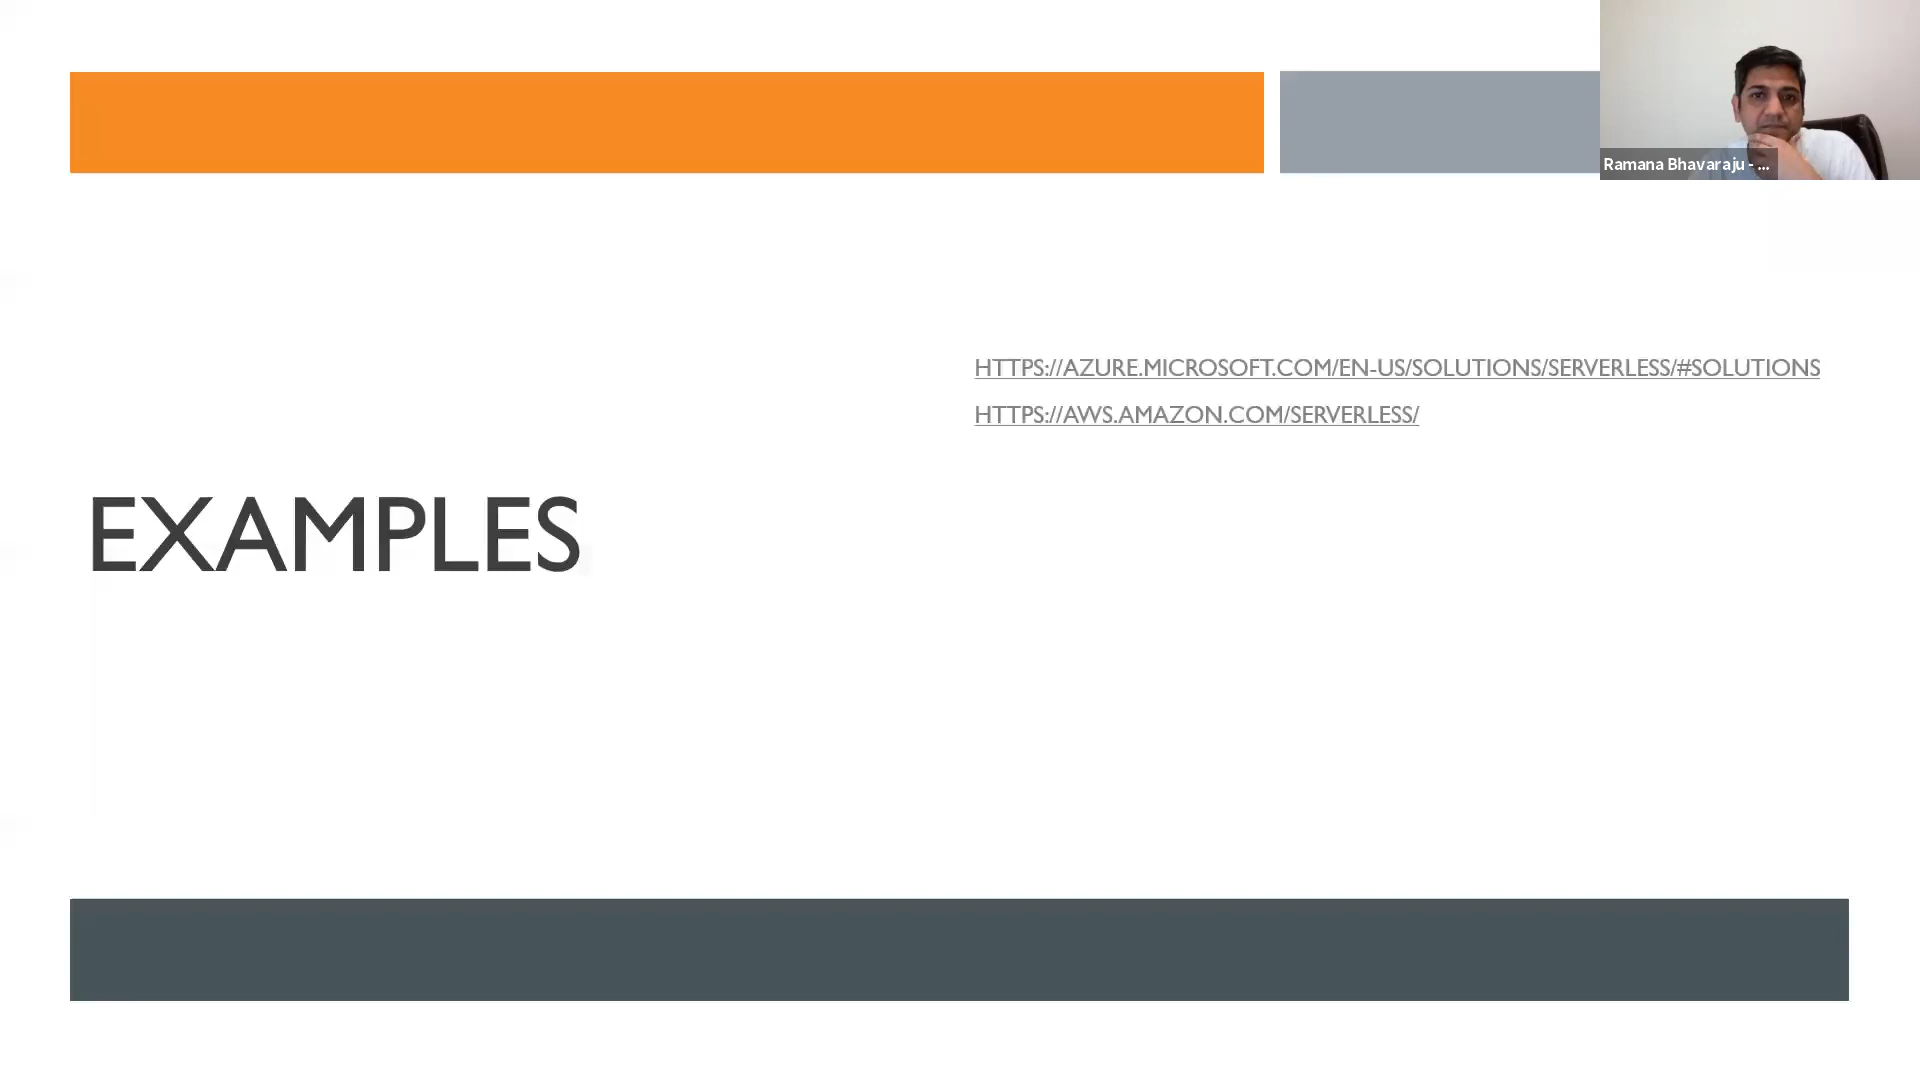 Ramana Bhavaraju - ...
HTTPS://AZURE.MICROSOFT.COM/EN-US/SOLUTIONS/SERVERLESS/#SOLUTIONS
HTTPS://AWS.AMAZON.COM/SERVERLESS/
EXAMPLES